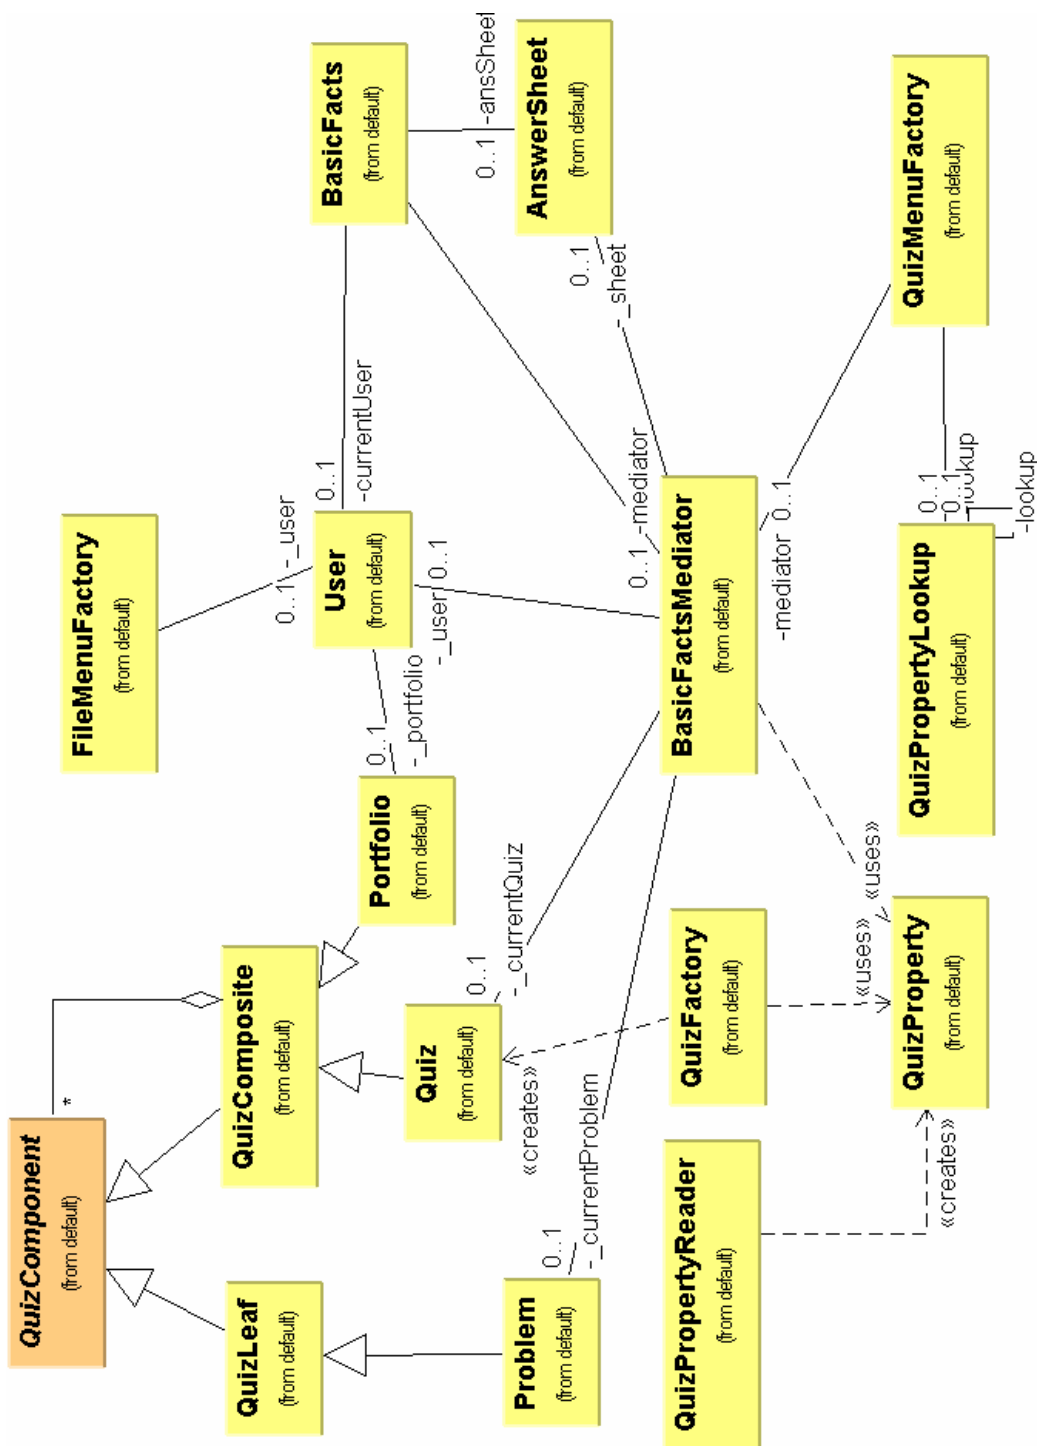 QuizComponent
(from default)
*
QuizLeaf
(from default)
QuizComposite
(from default)
Problem
(from default)
Quiz
(from default)
Portfolio
(from default)
FileMenuFactory
(from default)
User
(from default)
BasicFacts
(from default)
AnswerSheet
(from default)
QuizPropertyReader
(from default)
QuizFactory
(from default)
BasicFactsMediator
(from default)
QuizProperty
(from default)
QuizPropertyLookup
(from default)
QuizMenuFactory
(from default)
0..1
-_user
0..1
-currentUser
0..1
-ansSheet
0..1
-_portfolio
-_user
0..1
0..1
-_sheet
0..1
-mediator
-mediator
0..1
0..1
-_currentQuiz
0..1
-_currentProblem
«creates»
«uses»
«uses»
«creates»
0..1
0..1
-lookup
-lookup